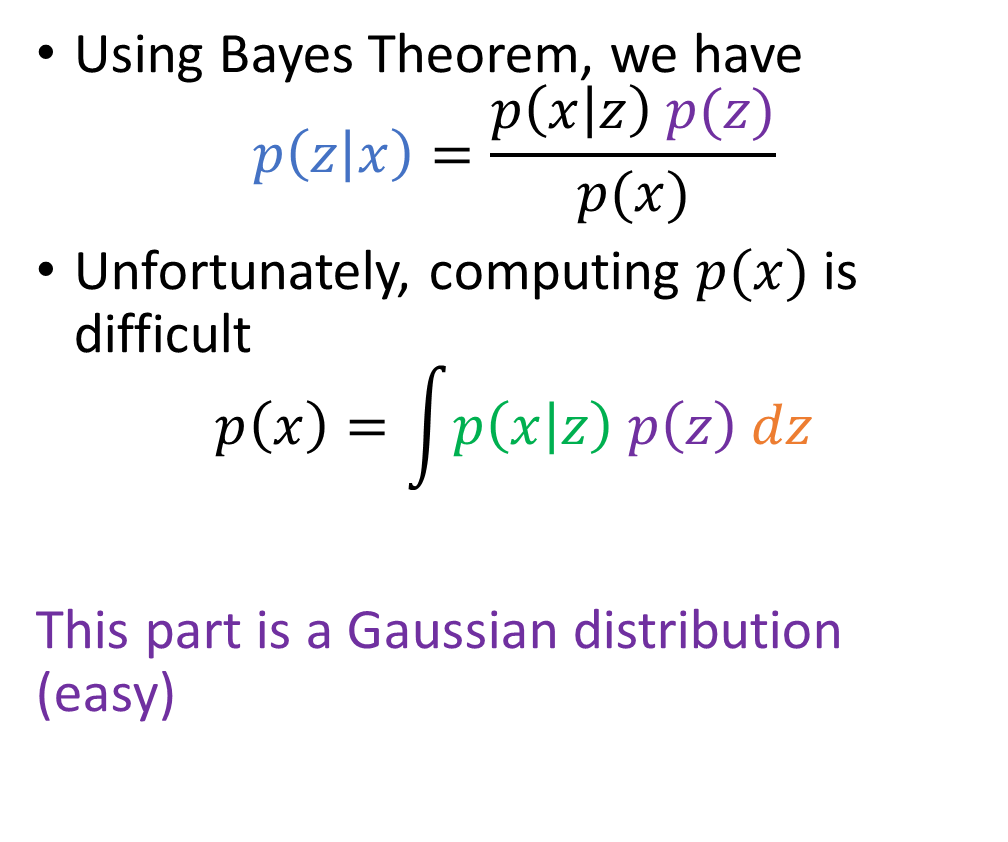 • Using Bayes Theorem, we have
p(z|x) = p(x|z) p(z) / p(x)
• Unfortunately, computing p(x) is
difficult
p(x) = ∫ p(x|z) p(z) dz
This part is a Gaussian distribution
(easy)